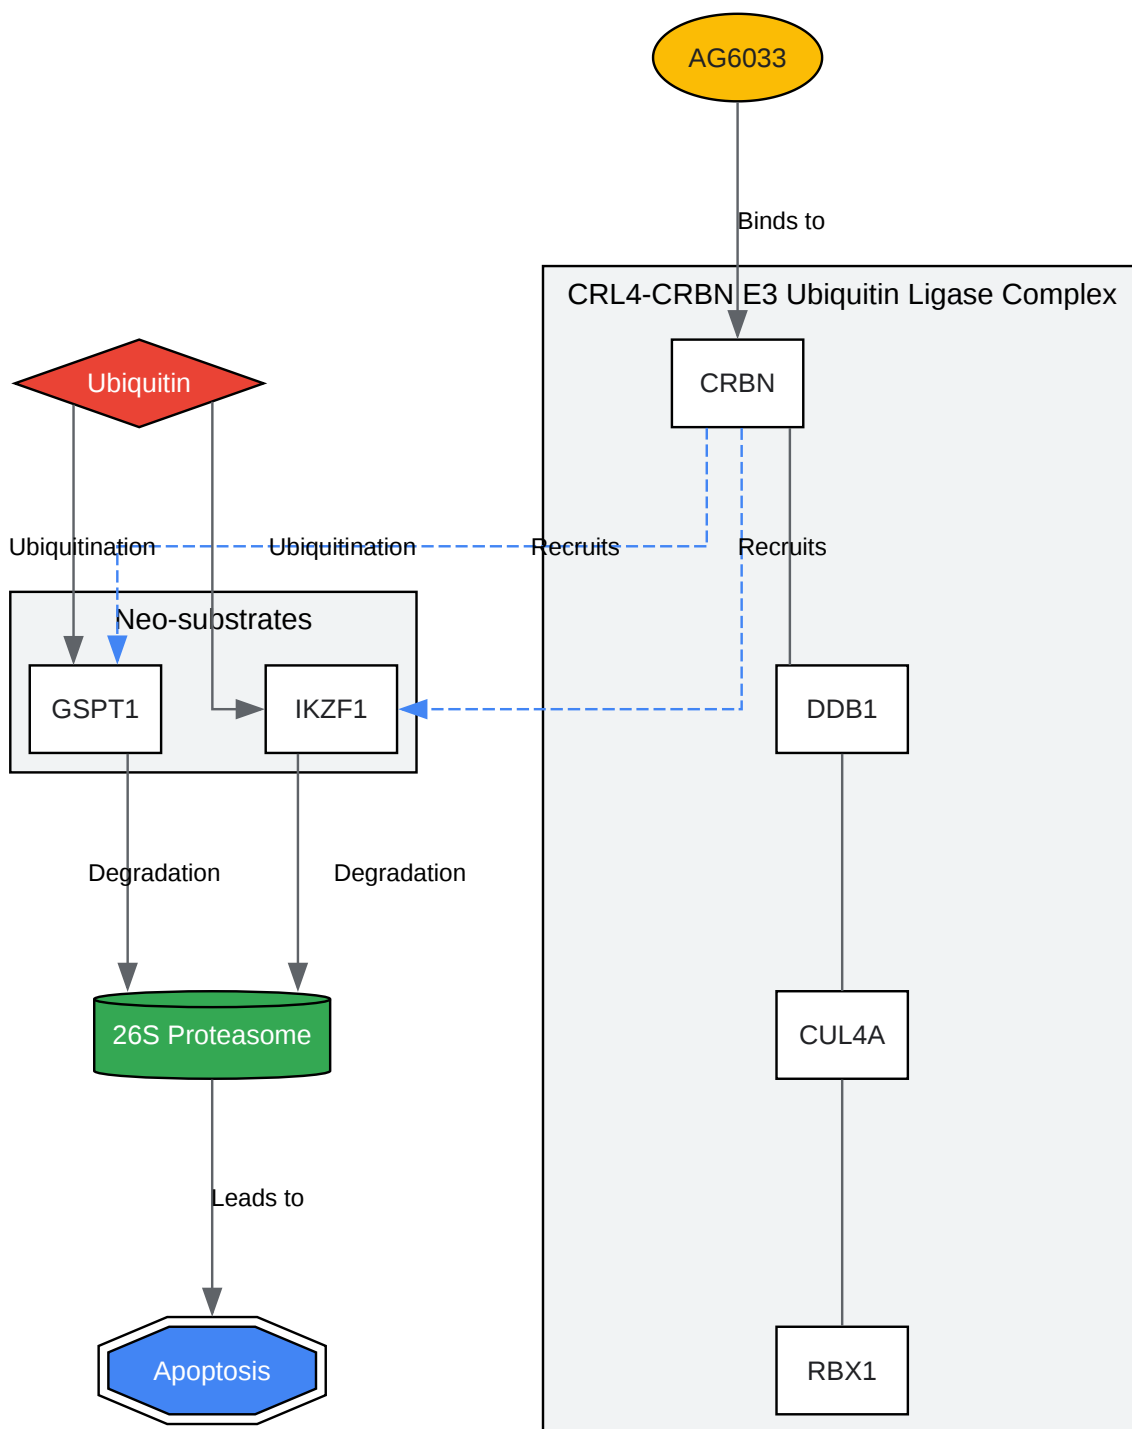 AG6033
Binds to
CRL4-CRBN E3 Ubiquitin Ligase Complex
Ubiquitin
CRBN
Ubiquitination
Ubiquitination
Recruits
Recruits
Neo-substrates
GSPT1
IKZF1
DDB1
Degradation
Degradation
26S Proteasome
CUL4A
Leads to
Apoptosis
RBX1